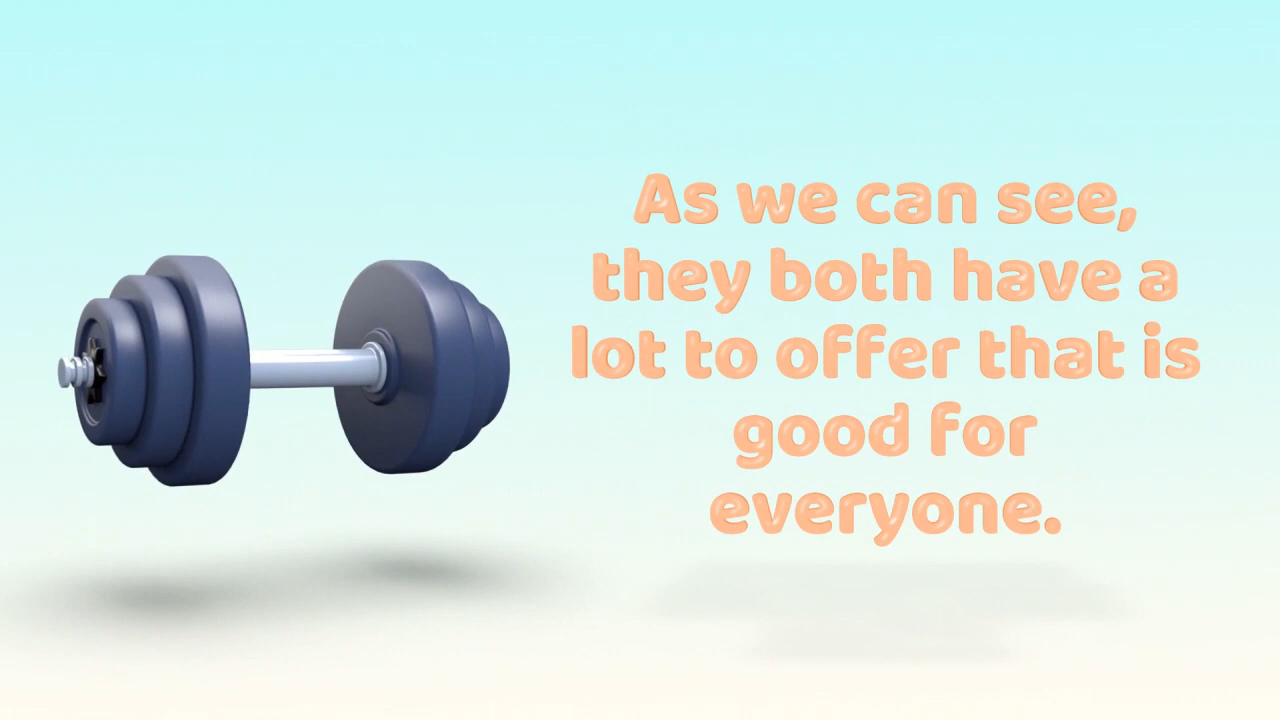 As we can see,
they both have a
lot to offer that is
good for
everyone.